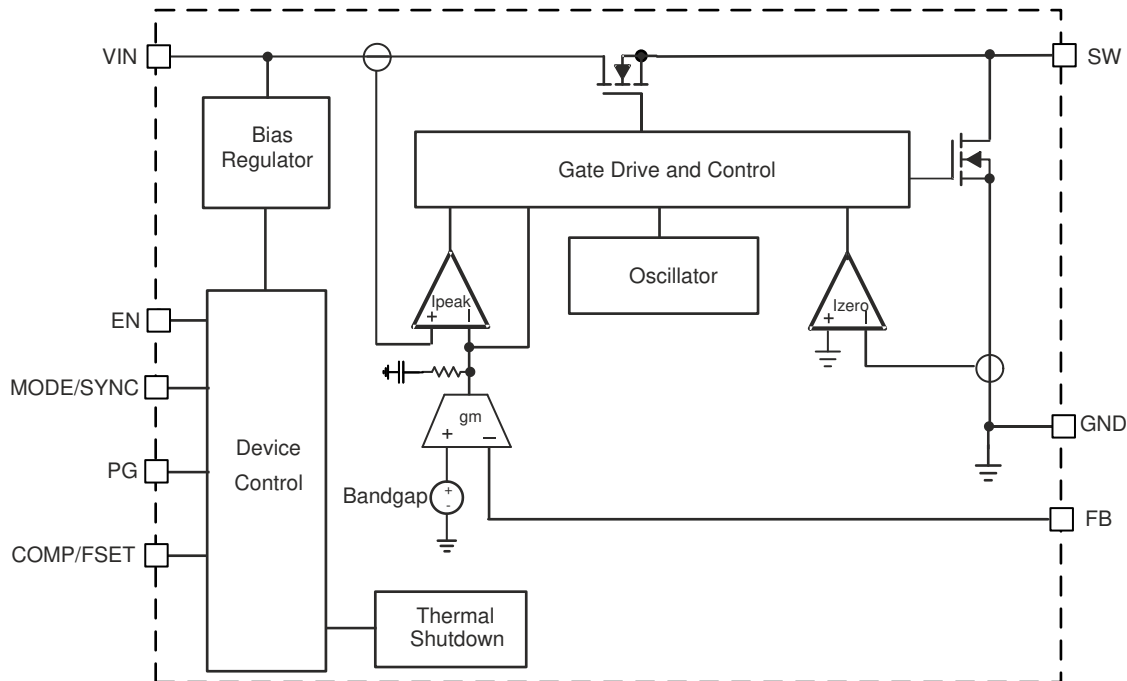 VIN
SW
Bias
Regulator
Gate Drive and Control
Oscillator
Ipeak
+ −
Izero
+ −
EN
MODE/SYNC
PG
COMP/FSET
Device
Control
gm
+ −
Bandgap
+
-
GND
FB
Thermal
Shutdown